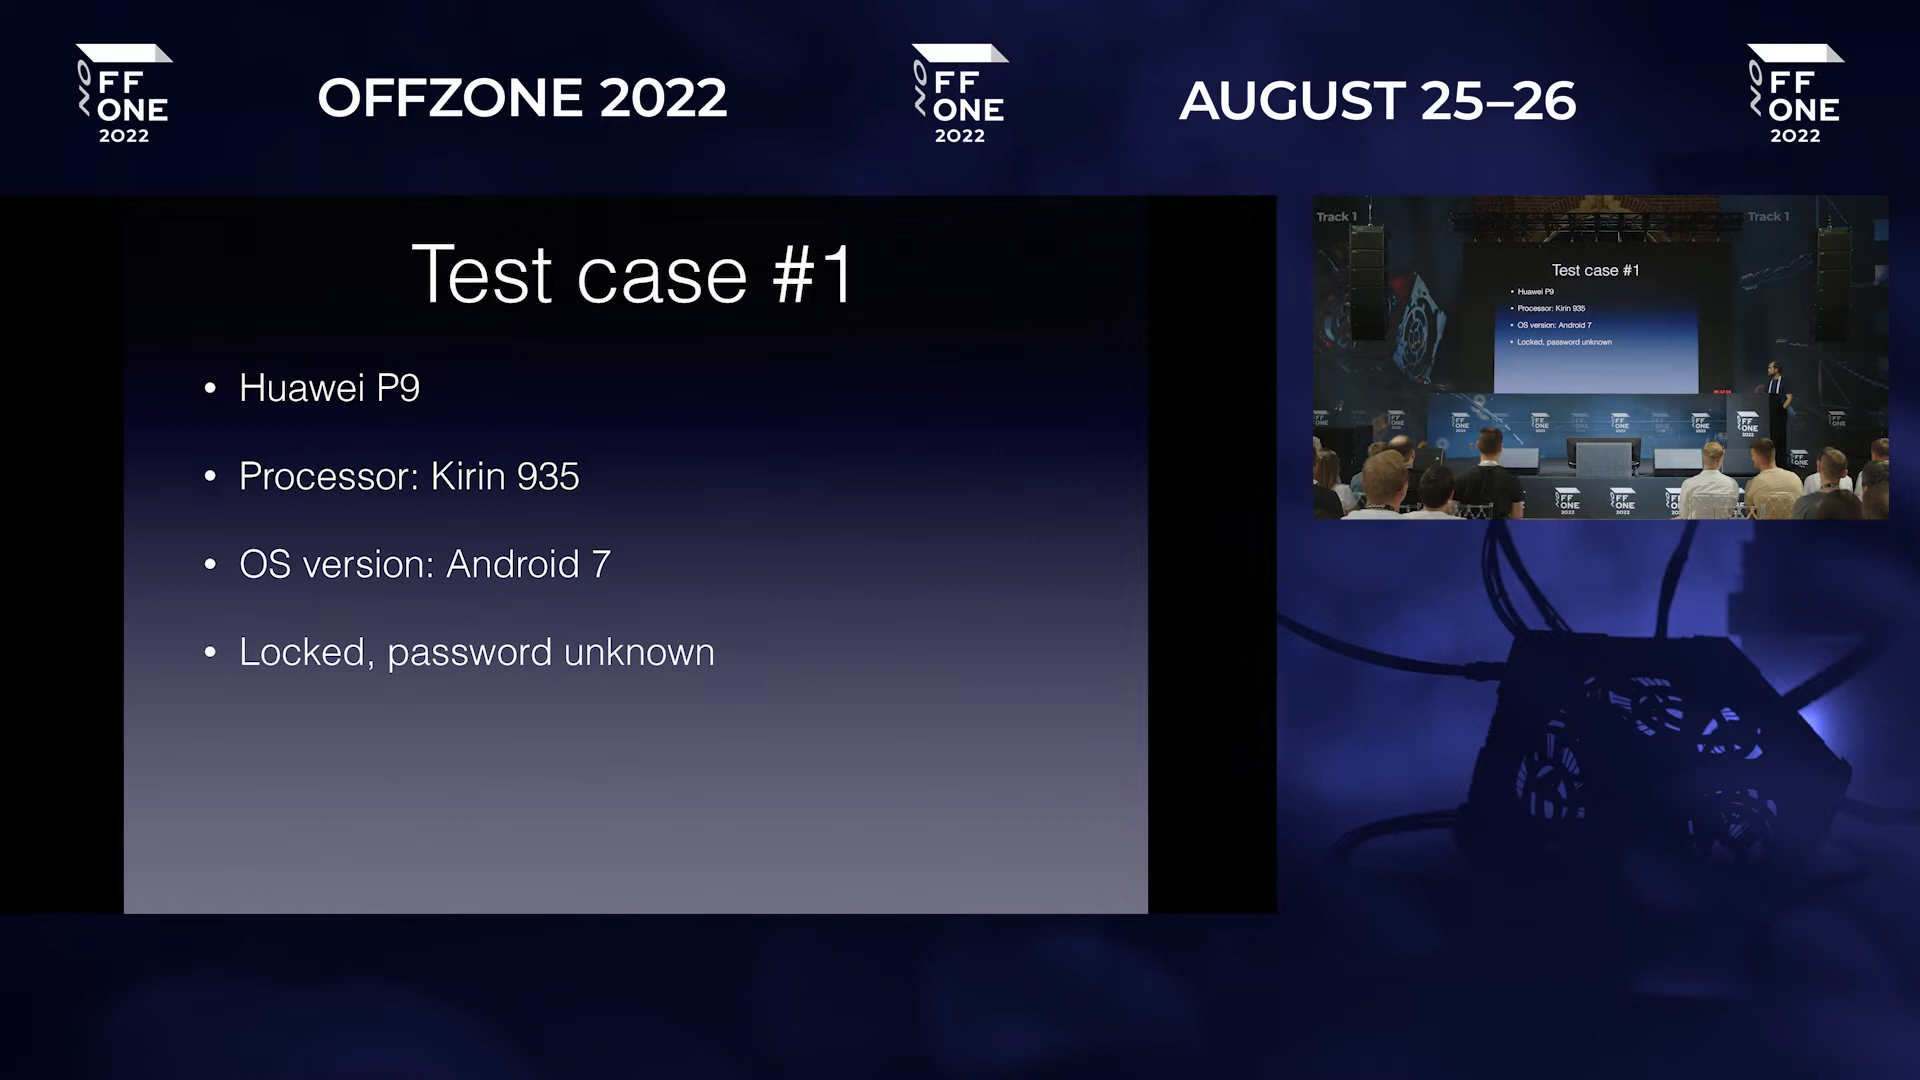 OFF
ZONE
2022
OFFZONE 2022
OFF
ZONE
2022
AUGUST 25–26
OFF
ZONE
2022
Test case #1
• Huawei P9
• Processor: Kirin 935
• OS version: Android 7
• Locked, password unknown
Track 1
Track 1
Test case #1
• Huawei P9
• Processor: Kirin 935
• OS version: Android 7
• Locked, password unknown